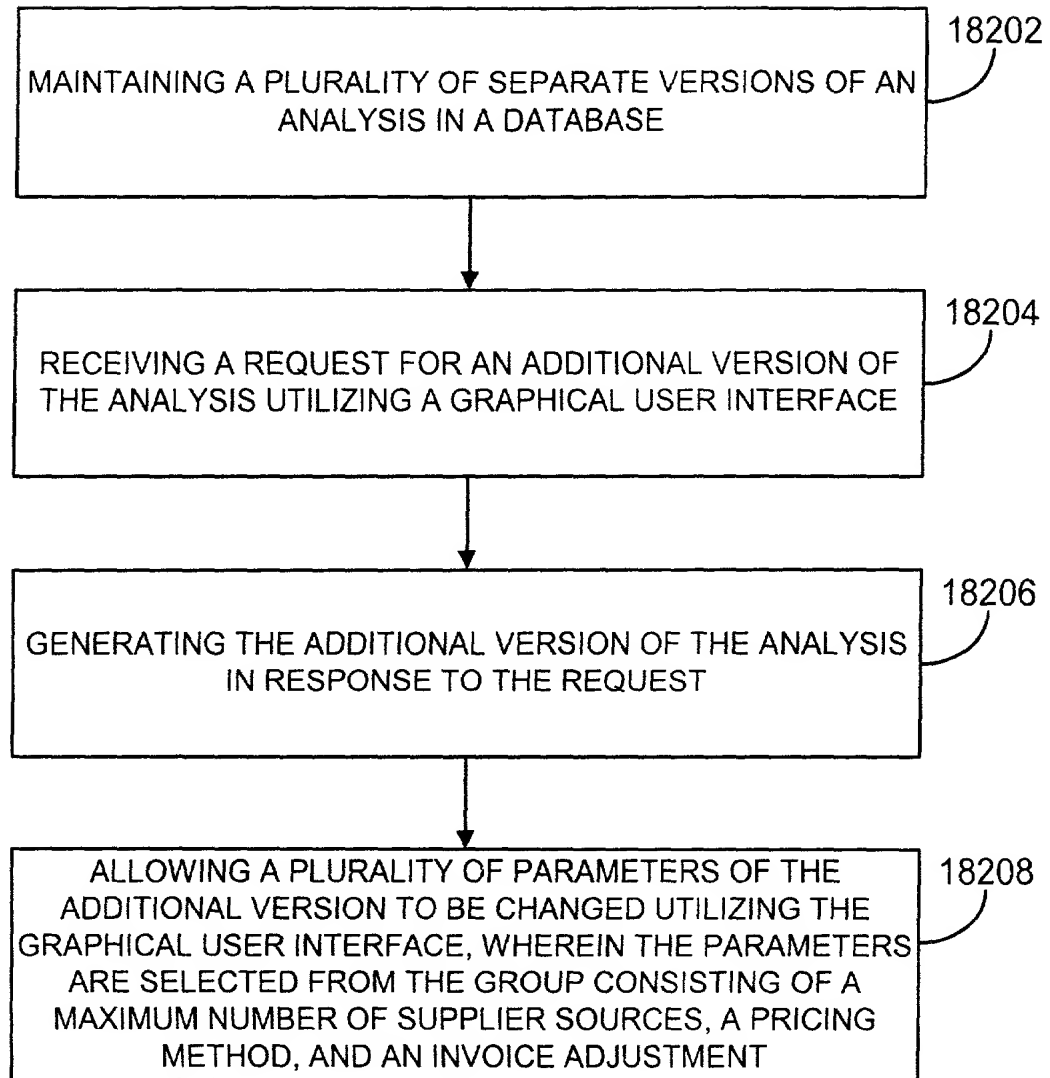 18202
MAINTAINING A PLURALITY OF SEPARATE VERSIONS OF AN
ANALYSIS IN A DATABASE
18204
RECEIVING A REQUEST FOR AN ADDITIONAL VERSION OF
THE ANALYSIS UTILIZING A GRAPHICAL USER INTERFACE
18206
GENERATING THE ADDITIONAL VERSION OF THE ANALYSIS
IN RESPONSE TO THE REQUEST
18208
ALLOWING A PLURALITY OF PARAMETERS OF THE
ADDITIONAL VERSION TO BE CHANGED UTILIZING THE
GRAPHICAL USER INTERFACE, WHEREIN THE PARAMETERS
ARE SELECTED FROM THE GROUP CONSISTING OF A
MAXIMUM NUMBER OF SUPPLIER SOURCES, A PRICING
METHOD, AND AN INVOICE ADJUSTMENT